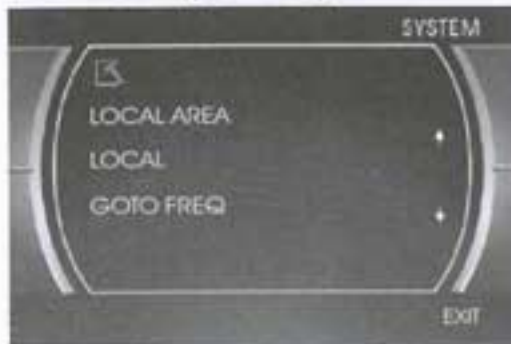 SYSTEM
LOCAL AREA
LOCAL
GOTO FREQ
EXIT